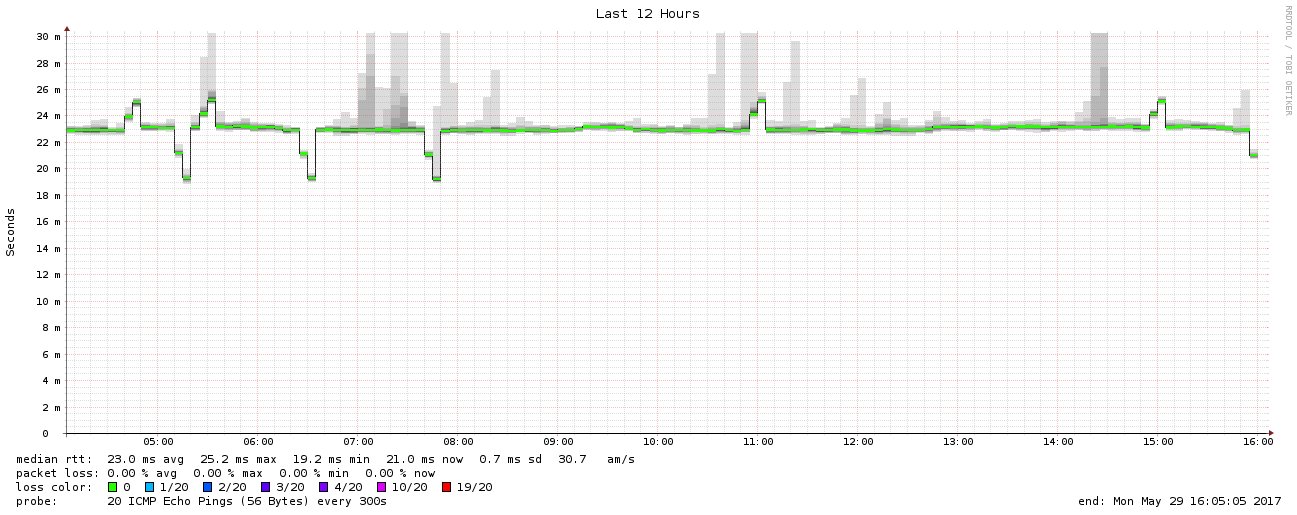 Last 12 Hours
RRDTOOL / TOBI OETIKER
Seconds
30 m
28 m
26 m
24 m
22 m
20 m
18 m
16 m
14 m
12 m
10 m
8 m
6 m
4 m
2 m
0
05:00 06:00 07:00 08:00 09:00 10:00 11:00 12:00 13:00 14:00 15:00 16:00
median rtt: 23.0 ms avg 25.2 ms max 19.2 ms min 21.0 ms now 0.7 ms sd 30.7 am/s
packet loss: 0.00 % avg 0.00 % max 0.00 % min 0.00 % now
loss color: 0 1/20 2/20 3/20 4/20 10/20 19/20
probe: 20 ICMP Echo Pings (56 Bytes) every 300s end: Mon May 29 16:05:05 2017